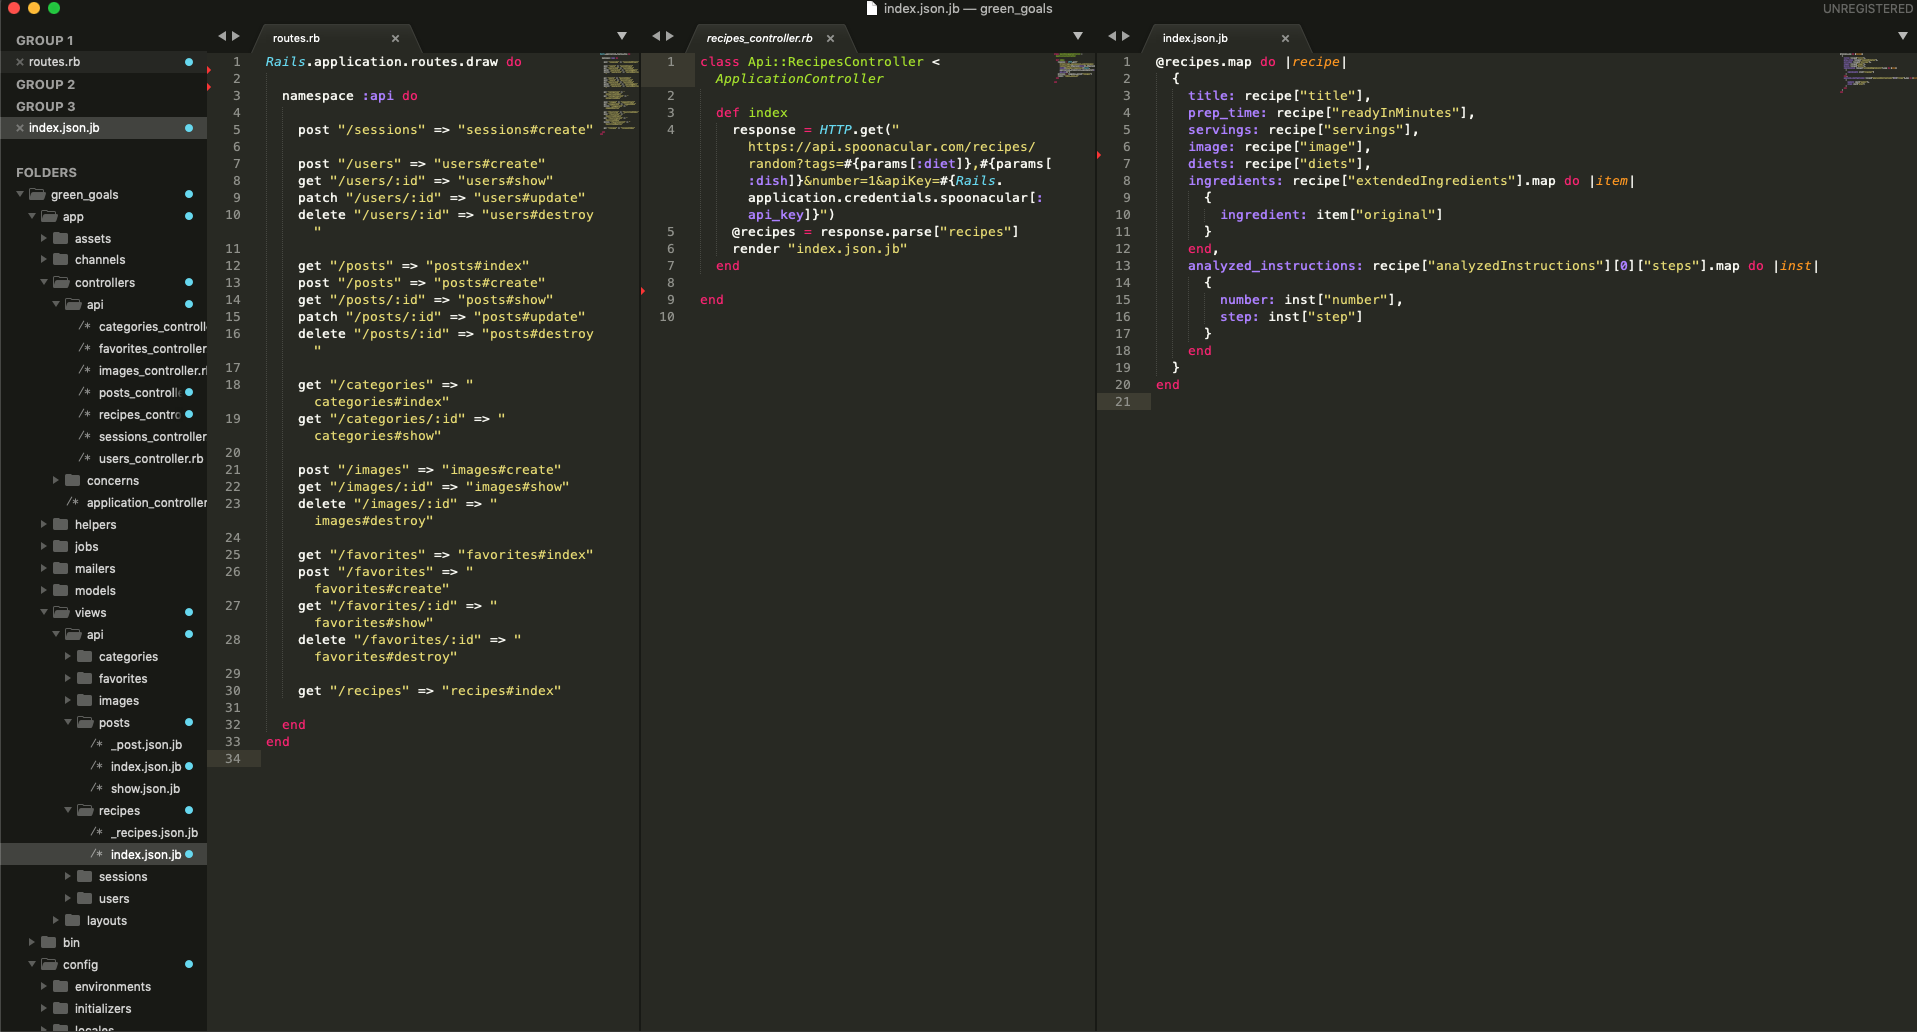 index.json.jb — green_goals
UNREGISTERED
GROUP 1
routes.rb
GROUP 2
GROUP 3
index.json.jb
FOLDERS
green_goals
app
assets
channels
controllers
api
/* categories_controll
/* favorites_controller
/* images_controller.r
/* posts_controll
/* recipes_contro
/* sessions_controller
/* users_controller.rb
concerns
/* application_controller
helpers
jobs
mailers
models
views
api
categories
favorites
images
posts
/* _post.json.jb
/* index.json.jb
/* show.json.jb
recipes
/* _recipes.json.jb
/* index.json.jb
sessions
users
layouts
bin
config
environments
initializers
locales
routes.rb
1 Rails.application.routes.draw do
2
3 namespace :api do
4
5 post "/sessions" => "sessions#create"
6
7 post "/users" => "users#create"
8 get "/users/:id" => "users#show"
9 patch "/users/:id" => "users#update"
10 delete "/users/:id" => "users#destroy
"
11
12 get "/posts" => "posts#index"
13 post "/posts" => "posts#create"
14 get "/posts/:id" => "posts#show"
15 patch "/posts/:id" => "posts#update"
16 delete "/posts/:id" => "posts#destroy
"
17
18 get "/categories" => "
categories#index"
19 get "/categories/:id" => "
categories#show"
20
21 post "/images" => "images#create"
22 get "/images/:id" => "images#show"
23 delete "/images/:id" => "
images#destroy"
24
25 get "/favorites" => "favorites#index"
26 post "/favorites" => "
favorites#create"
27 get "/favorites/:id" => "
favorites#show"
28 delete "/favorites/:id" => "
favorites#destroy"
29
30 get "/recipes" => "recipes#index"
31
32 end
33 end
34
recipes_controller.rb
1 class Api::RecipesController <
ApplicationController
2
3 def index
4 response = HTTP.get("
https://api.spoonacular.com/recipes/
random?tags=#{params[:diet]},#{params[
:dish]}&number=1&apiKey=#{Rails.
application.credentials.spoonacular[:
api_key]}")
5 @recipes = response.parse["recipes"]
6 render "index.json.jb"
7 end
8
9 end
10
index.json.jb
1 @recipes.map do |recipe|
2 {
3 title: recipe["title"],
4 prep_time: recipe["readyInMinutes"],
5 servings: recipe["servings"],
6 image: recipe["image"],
7 diets: recipe["diets"],
8 ingredients: recipe["extendedIngredients"].map do |item|
9 {
10 ingredient: item["original"]
11 }
12 end,
13 analyzed_instructions: recipe["analyzedInstructions"][0]["steps"].map do |inst|
14 {
15 number: inst["number"],
16 step: inst["step"]
17 }
18 end
19 }
20 end
21